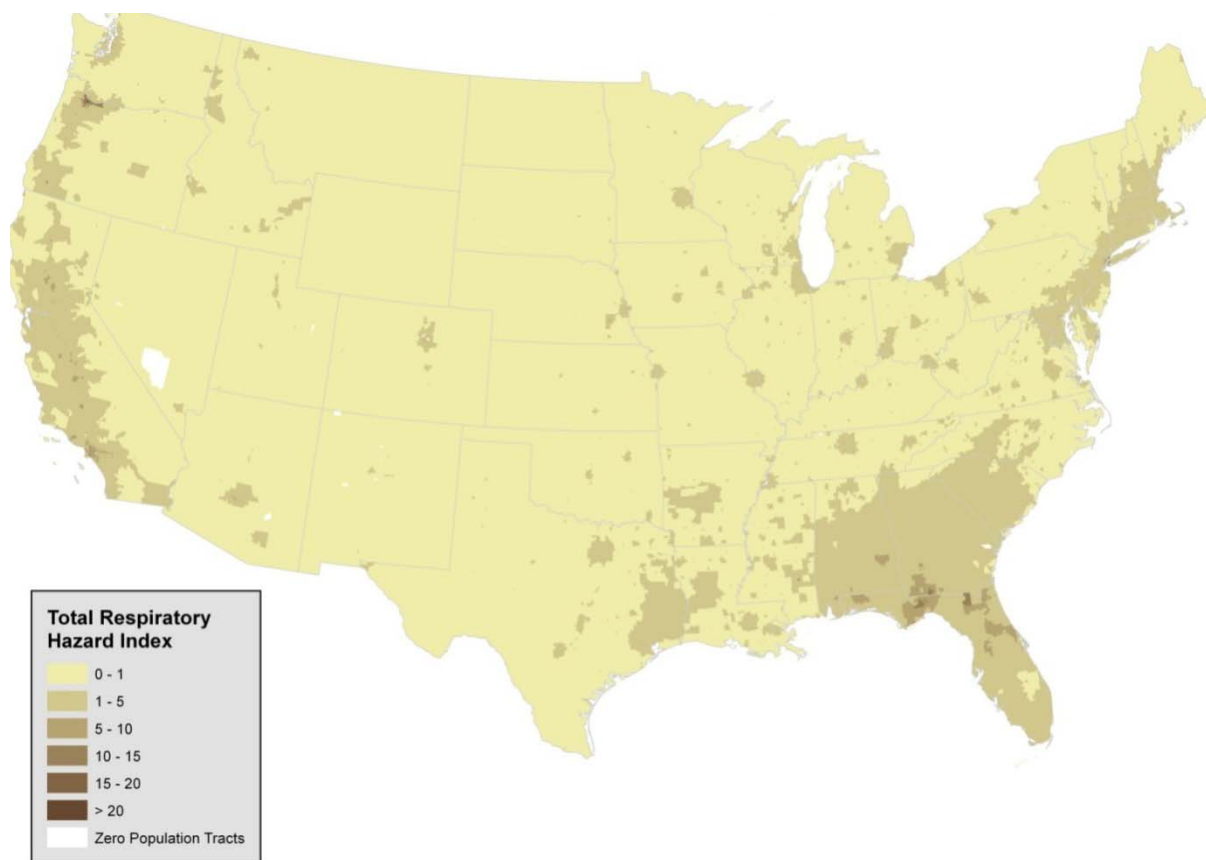 Total Respiratory
Hazard Index
0 - 1
1 - 5
5 - 10
10 - 15
15 - 20
> 20
Zero Population Tracts